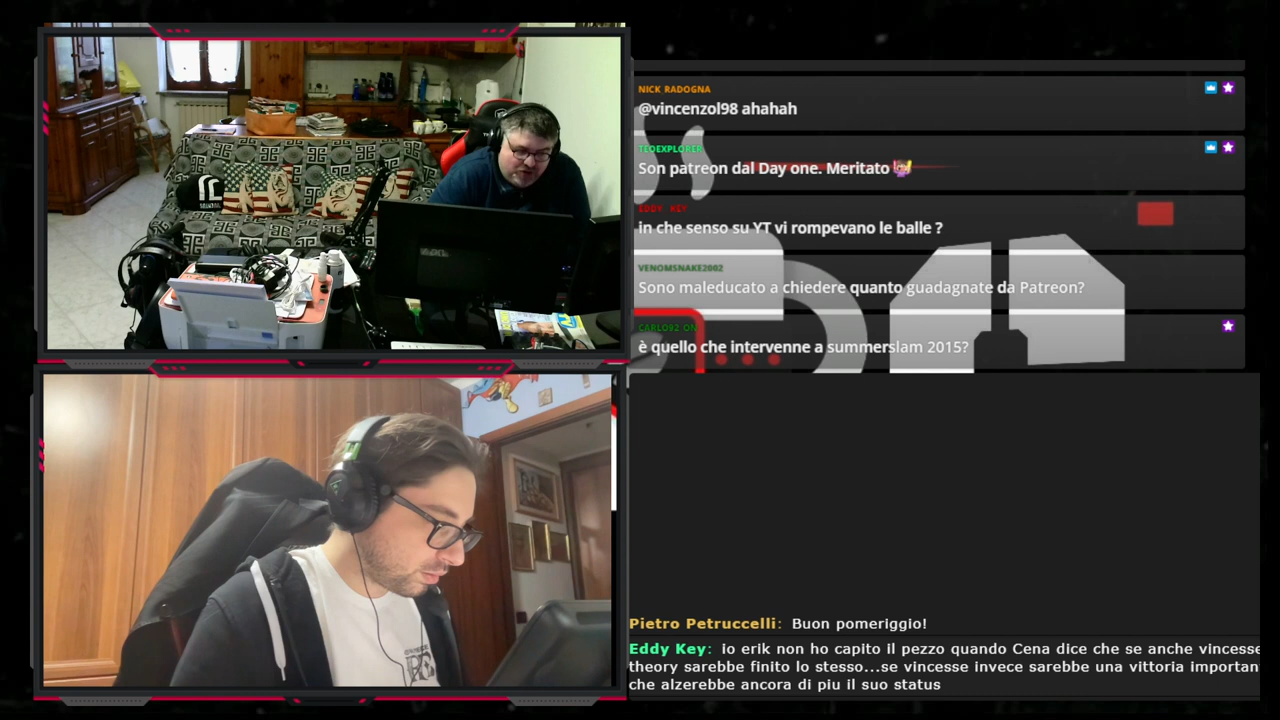 NICK RADOGNA
@vincenzol98 ahahah
TEOEXPLORER
Son patreon dal Day one. Meritato
EDDY_KEY
in che senso su YT vi rompevano le balle ?
VENOMSNAKE2002
Sono maleducato a chiedere quanto guadagnate da Patreon?
CARLO92_ON
è quello che intervenne a summerslam 2015?
Pietro Petruccelli: Buon pomeriggio!
Eddy Key: io erik non ho capito il pezzo quando Cena dice che se anche vincesse
theory sarebbe finito lo stesso...se vincesse invece sarebbe una vittoria importan
che alzerebbe ancora di piu il suo status